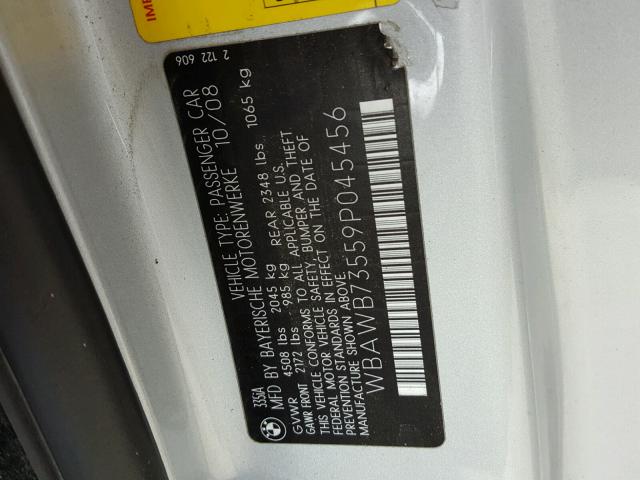 IMP
2 122 606
335iA
VEHICLE TYPE: PASSENGER CAR
MFD BY BAYERISCHE MOTORENWERKE 10/08
GVWR 4508 lbs 2045 kg REAR 2348 lbs 1065 kg
GAWR FRONT 2172 lbs 985 kg
THIS VEHICLE CONFORMS TO ALL APPLICABLE U.S.
FEDERAL MOTOR VEHICLE SAFETY, BUMPER AND THEFT
PREVENTION STANDARDS IN EFFECT ON THE DATE OF
MANUFACTURE SHOWN ABOVE.
WBAWB73559P045456